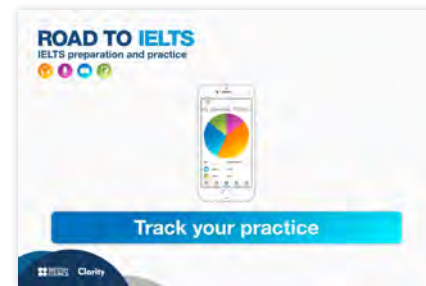 ROAD TO IELTS
IELTS preparation and practice
Track your practice
BRITISH COUNCIL
Clarity